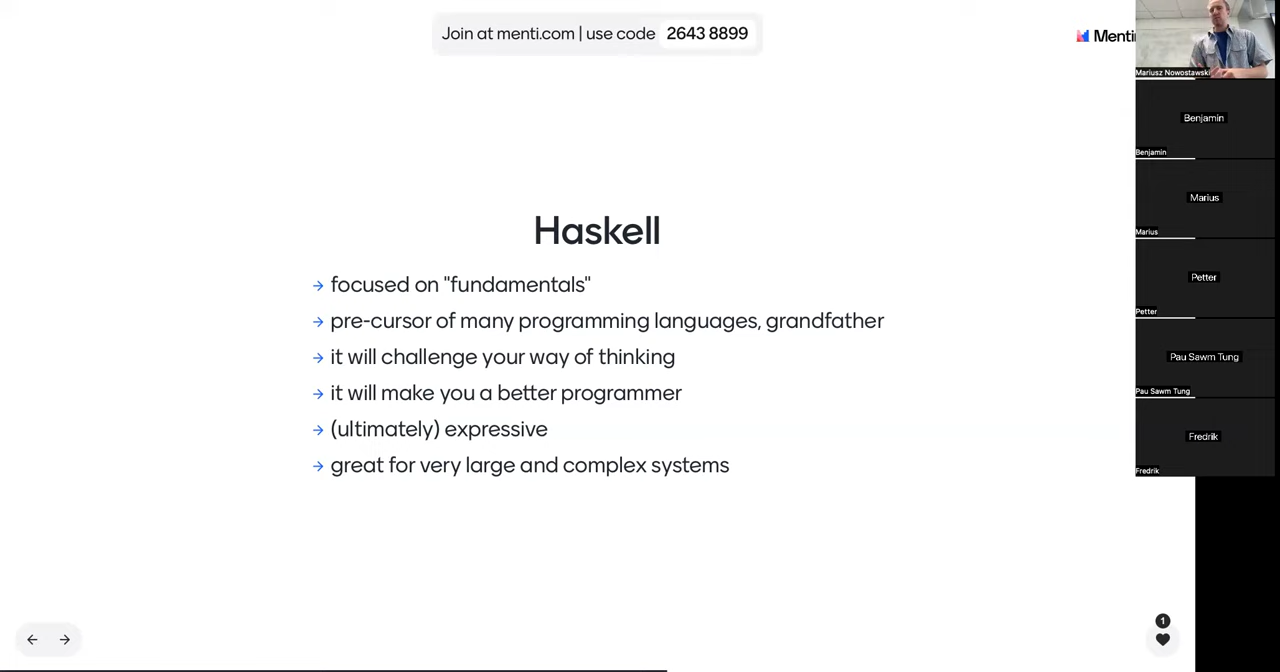 Join at menti.com | use code 2643 8899
Menti
Mariusz Nowostawski
Benjamin
Benjamin
Marius
Marius
Petter
Petter
Pau Sawm Tung
Pau Sawm Tung
Fredrik
Fredrik
Haskell
→ focused on "fundamentals"
→ pre-cursor of many programming languages, grandfather
→ it will challenge your way of thinking
→ it will make you a better programmer
→ (ultimately) expressive
→ great for very large and complex systems
1